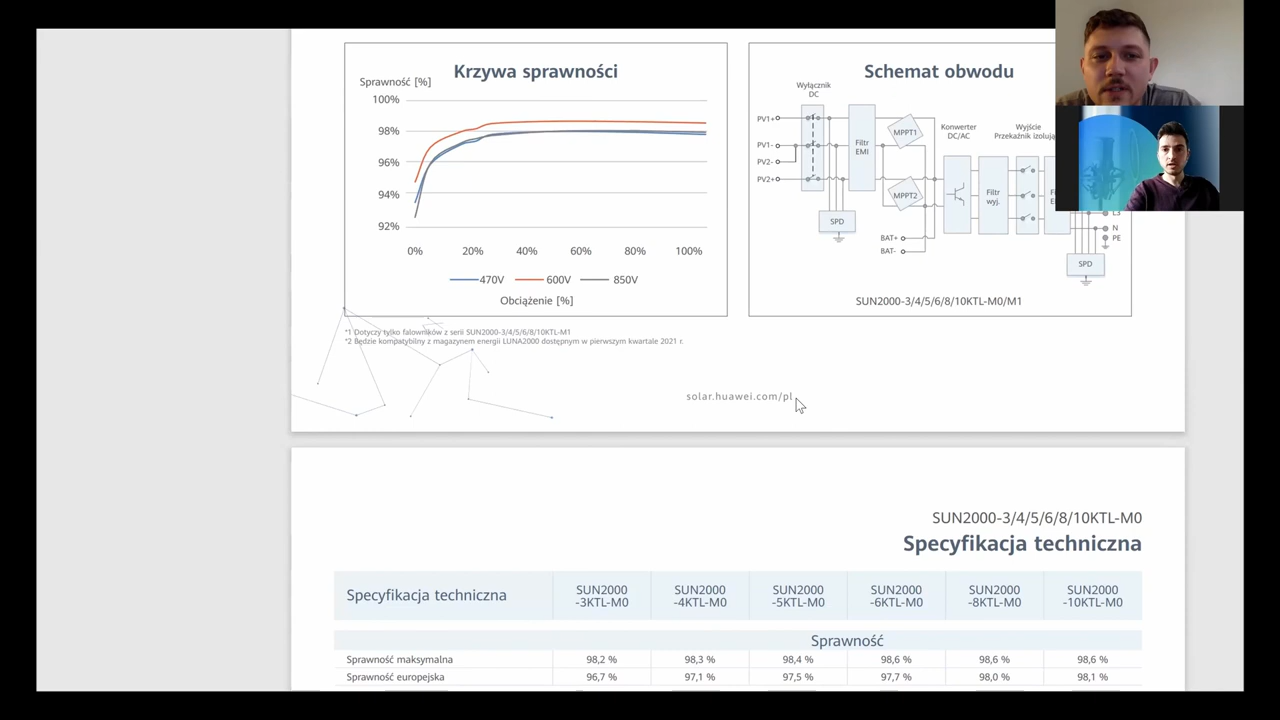 Krzywa sprawności
Sprawność [%]
100%
98%
96%
94%
92%
0% 20% 40% 60% 80% 100%
470V 600V 850V
Obciążenie [%]
Schemat obwodu
Wyłącznik
DC
PV1+
PV1-
PV2-
PV2+
Filtr
EMI
MPPT1
MPPT2
SPD
BAT+
BAT-
Konwerter
DC/AC
Filtr
wyj.
Wyjście
Przekaźnik izolują
L3
N
PE
SPD
SUN2000-3/4/5/6/8/10KTL-M0/M1
*1 Dotyczy tylko falowników z serii SUN2000-3/4/5/6/8/10KTL-M1
*2 Będzie kompatybilny z magazynem energii LUNA2000 dostępnym w pierwszym kwartale 2021 r.
solar.huawei.com/pl
SUN2000-3/4/5/6/8/10KTL-M0
Specyfikacja techniczna
Specyfikacja techniczna SUN2000 SUN2000 SUN2000 SUN2000 SUN2000 SUN2000
-3KTL-M0 -4KTL-M0 -5KTL-M0 -6KTL-M0 -8KTL-M0 -10KTL-M0
Sprawność
Sprawność maksymalna 98,2 % 98,3 % 98,4 % 98,6 % 98,6 % 98,6 %
Sprawność europejska 96,7 % 97,1 % 97,5 % 97,7 % 98,0 % 98,1 %